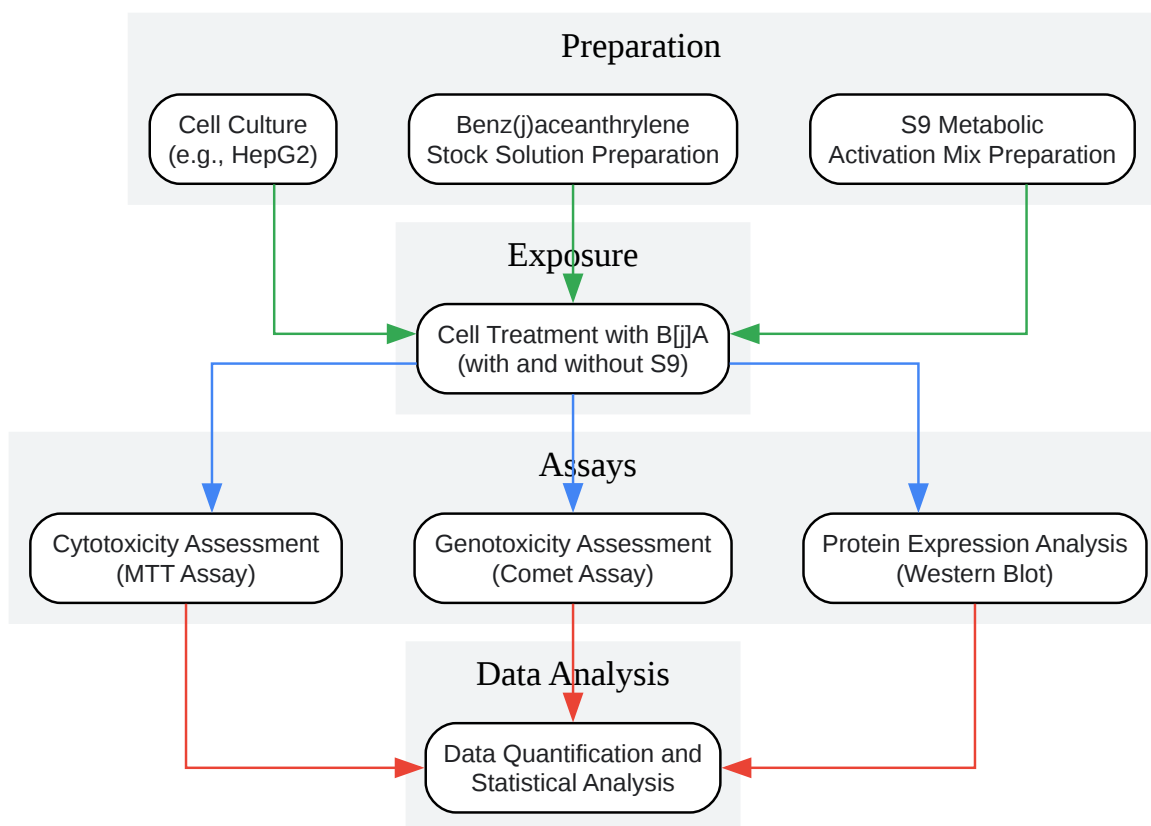 Preparation
Cell Culture
(e.g., HepG2)
Benz(j)aceanthrylene
Stock Solution Preparation
S9 Metabolic
Activation Mix Preparation
Exposure
Cell Treatment with B[j]A
(with and without S9)
Assays
Cytotoxicity Assessment
(MTT Assay)
Genotoxicity Assessment
(Comet Assay)
Protein Expression Analysis
(Western Blot)
Data Analysis
Data Quantification and
Statistical Analysis